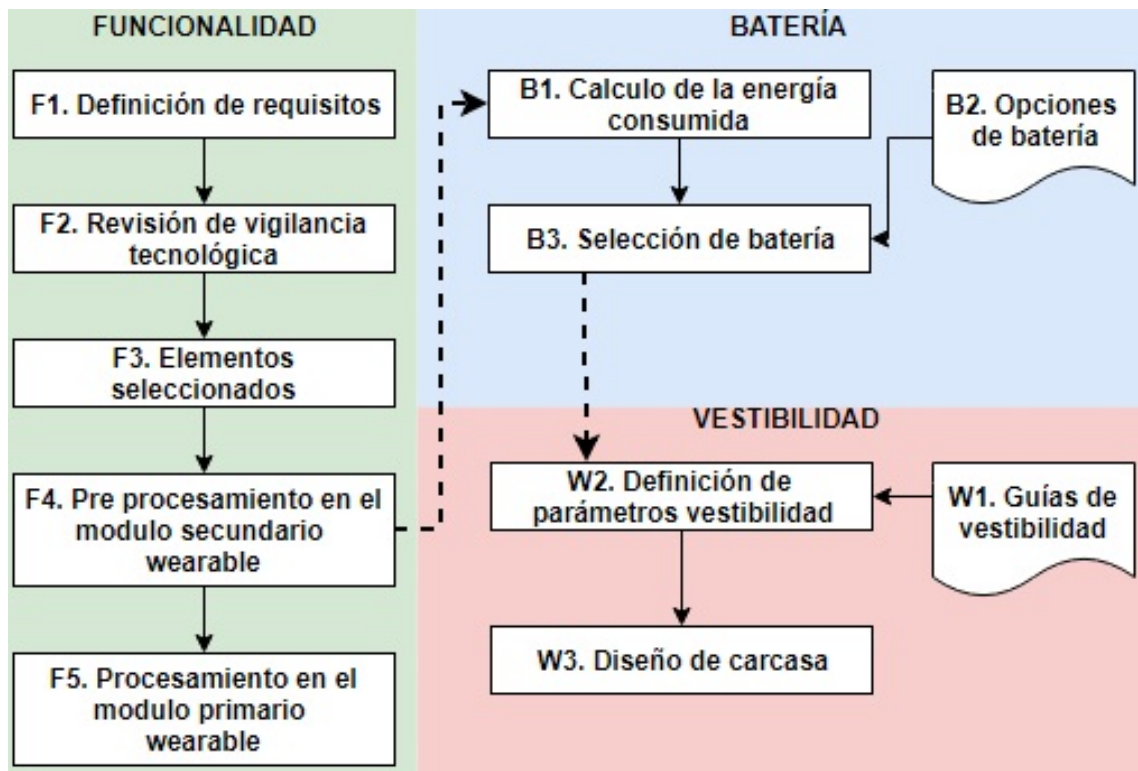 FUNCIONALIDAD
F1. Definición de requisitos
F2. Revisión de vigilancia
tecnológica
F3. Elementos
seleccionados
F4. Pre procesamiento en el
modulo secundario
wearable
F5. Procesamiento en el
modulo primario
wearable
BATERÍA
B1. Calculo de la energía
consumida
B2. Opciones
de batería
B3. Selección de batería
VESTIBILIDAD
W2. Definición de
parámetros vestibilidad
W1. Guías de
vestibilidad
W3. Diseño de carcasa